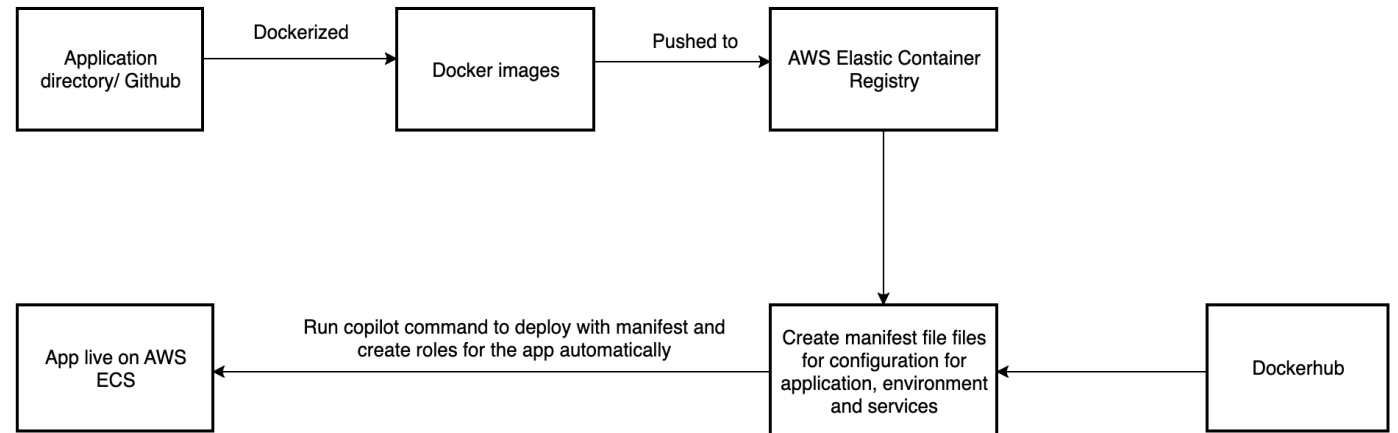 Application
directory/ Github
Dockerized
Docker images
Pushed to
AWS Elastic Container
Registry
App live on AWS
ECS
Run copilot command to deploy with manifest and
create roles for the app automatically
Create manifest file files
for configuration for
application, environment
and services
Dockerhub